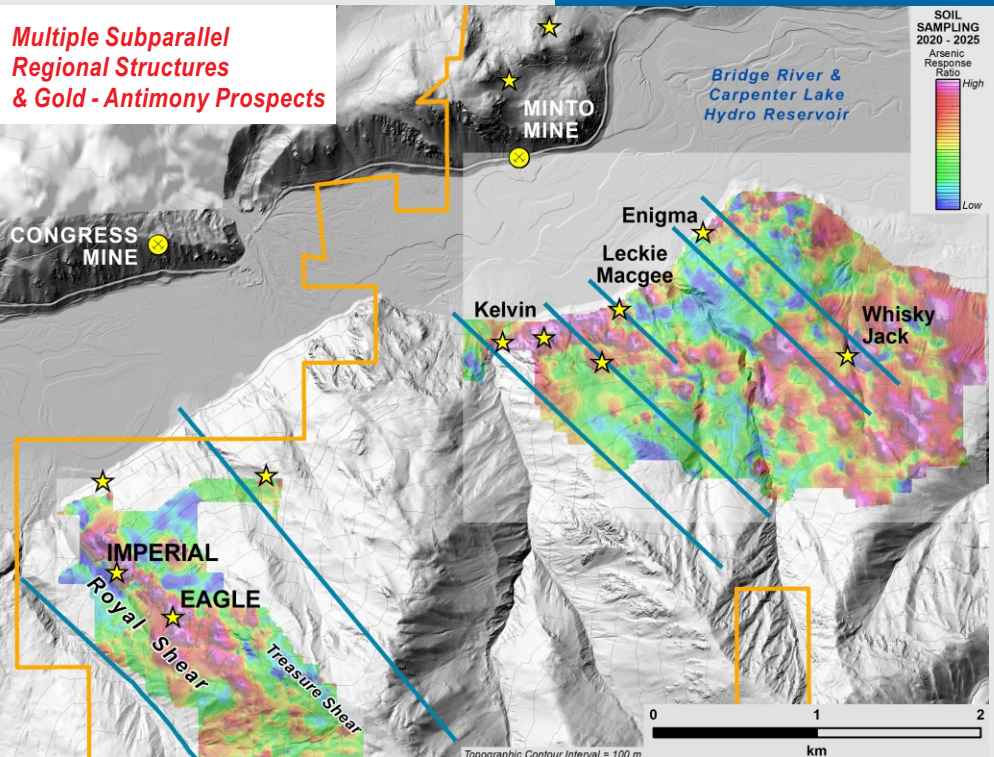 Multiple Subparallel
Regional Structures
& Gold - Antimony Prospects
SOIL
SAMPLING
2020 - 2025
Arsenic
Response
Ratio
High
Low
Bridge River &
Carpenter Lake
Hydro Reservoir
MINTO
MINE
CONGRESS
MINE
Enigma
Leckie
Macgee
Kelvin
Whisky
Jack
IMPERIAL
EAGLE
Royal Shear
Treasure Shear
0 1 2
km
Topographic Contour Interval = 100 m